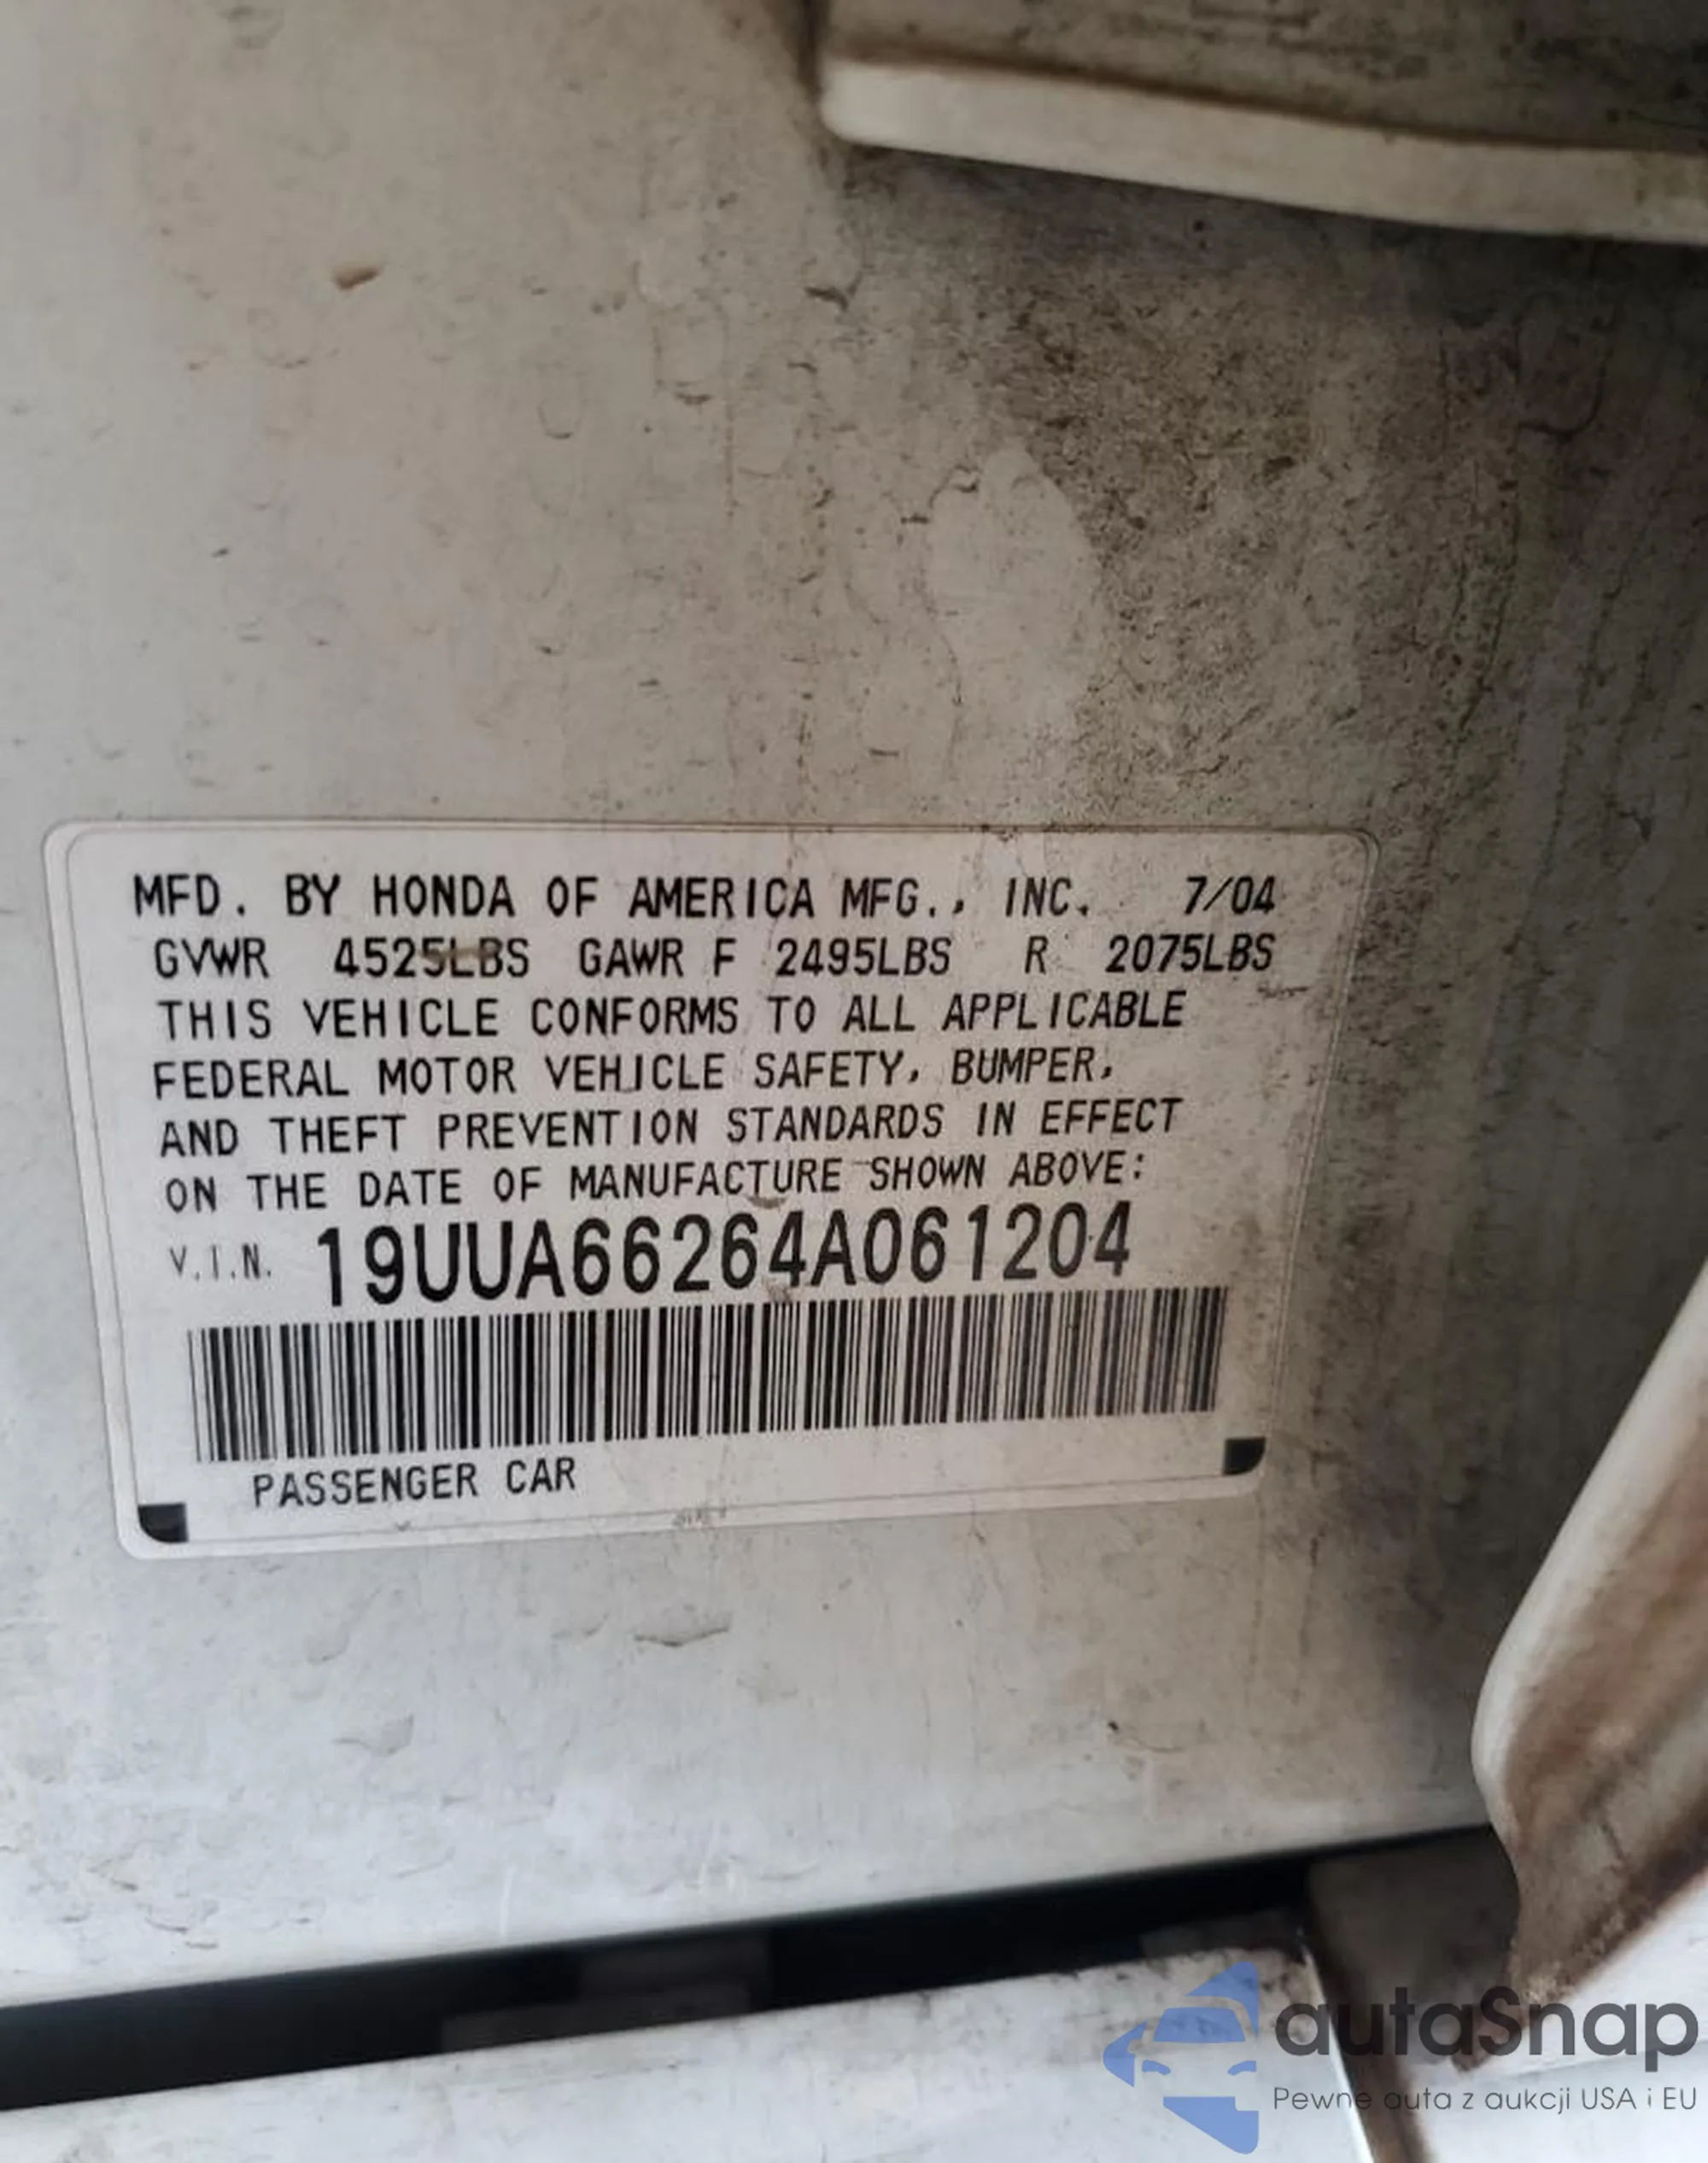 MFD. BY HONDA OF AMERICA MFG., INC. 7/04
GVWR 4525LBS GAWR F 2495LBS R 2075LBS
THIS VEHICLE CONFORMS TO ALL APPLICABLE
FEDERAL MOTOR VEHICLE SAFETY, BUMPER,
AND THEFT PREVENTION STANDARDS IN EFFECT
ON THE DATE OF MANUFACTURE SHOWN ABOVE:
V.I.N. 19UUA66264A061204
PASSENGER CAR
autaSnap
Pewne auta z aukcji USA i EU